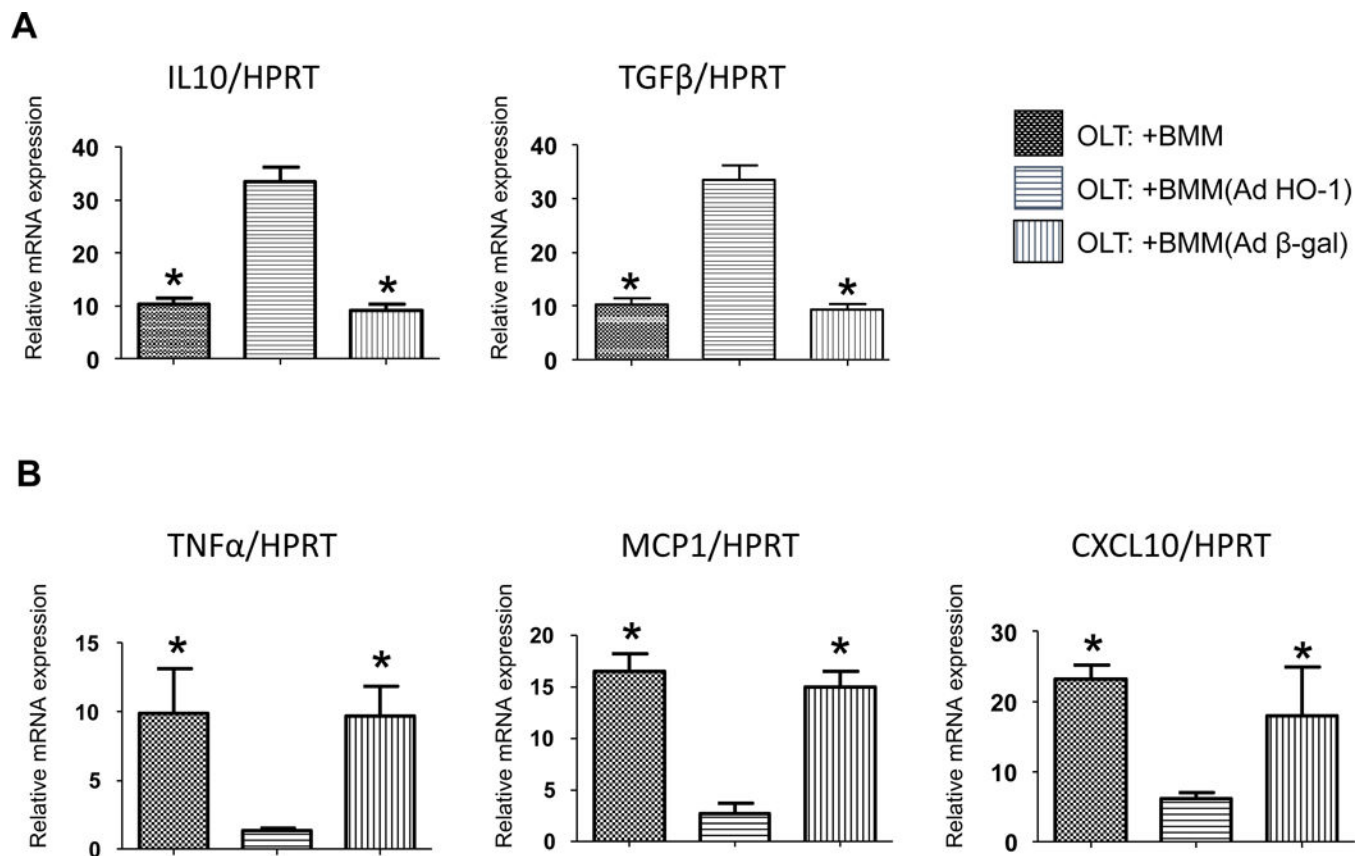 A
IL10/HPRT
TGFβ/HPRT
Relative mRNA expression
40
30
20
10
0
*
*
Relative mRNA expression
40
30
20
10
0
*
*
OLT: +BMM
OLT: +BMM(Ad HO-1)
OLT: +BMM(Ad β-gal)
B
TNFα/HPRT
MCP1/HPRT
CXCL10/HPRT
Relative mRNA expression
15
10
5
0
*
*
Relative mRNA expression
20
15
10
5
0
*
*
Relative mRNA expression
30
20
10
0
*
*